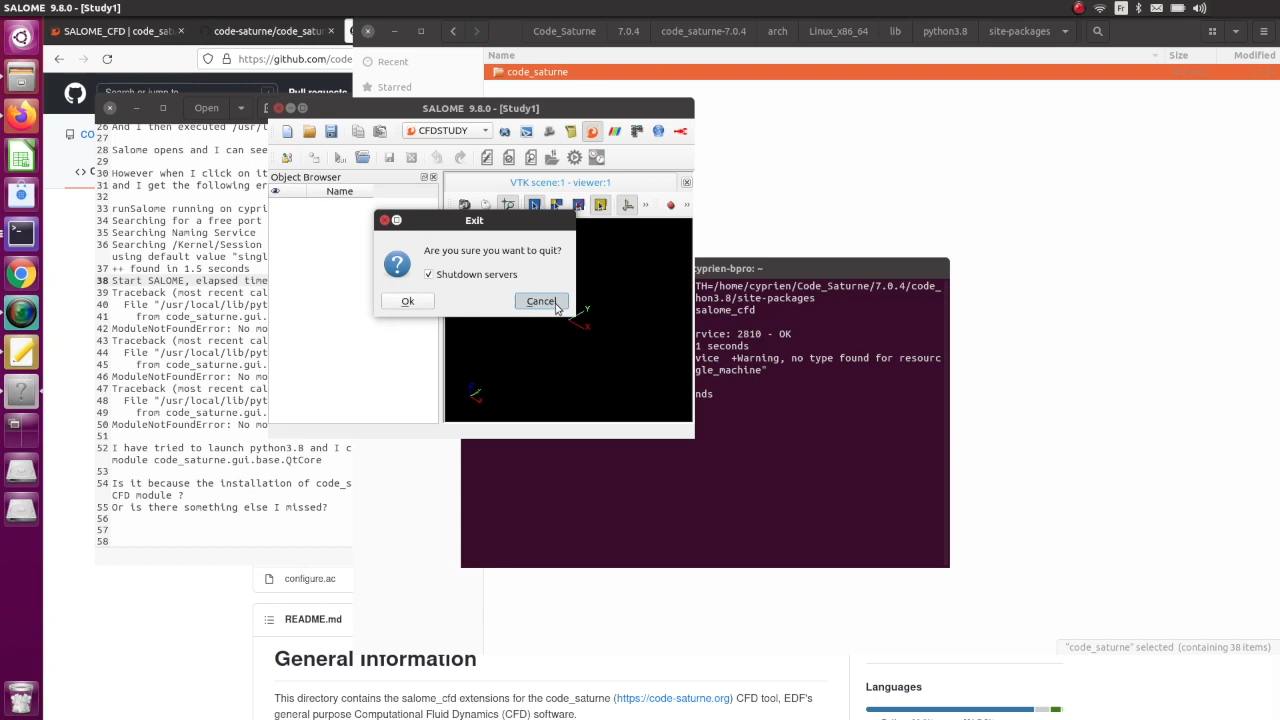 SALOME 9.8.0 - [Study1]
Fr
SALOME_CFD | code_sat
code-saturne/code_satur
Code_Saturne
7.0.4
code_saturne-7.0.4
arch
Linux_x86_64
lib
python3.8
site-packages
https://github.com/code
Recent
Name
Size
Modified
code_saturne
Starred
Search or jump to...
Pull requests
Open
CO
26 And I then executed /usr/l
27
28 Salome opens and I can see
29
30 However when I click on it
31 and I get the following er
32
33 runSalome running on cypri
34 Searching for a free port
35 Searching Naming Service
36 Searching /Kernel/Session
using default value "singl
37 ++ found in 1.5 seconds
38 Start SALOME, elapsed time
39 Traceback (most recent cal
40 File "/usr/local/lib/pyt
41 from code_saturne.gui.
42 ModuleNotFoundError: No mo
43 Traceback (most recent cal
44 File "/usr/local/lib/pyt
45 from code_saturne.gui.
46 ModuleNotFoundError: No mo
47 Traceback (most recent cal
48 File "/usr/local/lib/pyt
49 from code_saturne.gui.
50 ModuleNotFoundError: No mo
51
52 I have tried to launch python3.8 and I c
module code_saturne.gui.base.QtCore
53
54 Is it because the installation of code_s
CFD module ?
55 Or is there something else I missed?
56
57
58
SALOME 9.8.0 - [Study1]
CFDSTUDY
Object Browser
Name
VTK scene:1 - viewer:1
Exit
Are you sure you want to quit?
Shutdown servers
Ok
Cancel
Y
X
cyprien-bpro: ~
TH=/home/cyprien/Code_Saturne/7.0.4/code_
hon3.8/site-packages
salome_cfd
rvice: 2810 - OK
1 seconds
vice +Warning, no type found for resourc
gle_machine"
nds
configure.ac
README.md
General Information
This directory contains the salome_cfd extensions for the code_saturne (https://code-saturne.org) CFD tool, EDF's
general purpose Computational Fluid Dynamics (CFD) software.
"code_saturne" selected (containing 38 items)
Languages